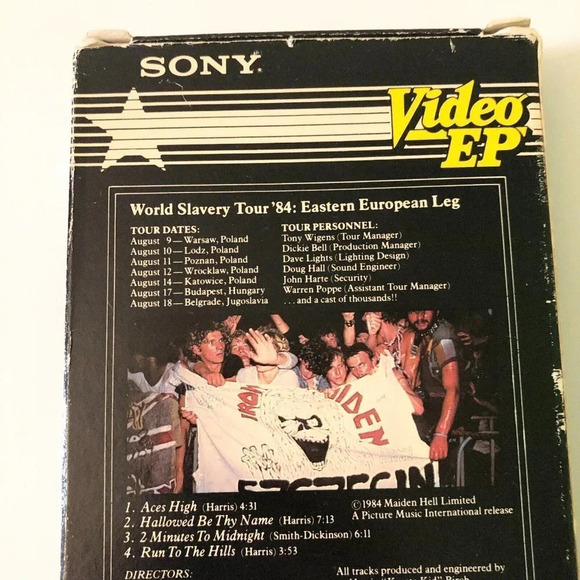 SONY.
Video EP
World Slavery Tour '84: Eastern European Leg
TOUR DATES:
August 9—Warsaw, Poland
August 10—Lodz, Poland
August 11—Poznan, Poland
August 12—Wrocklaw, Poland
August 14—Katowice, Poland
August 17—Budapest, Hungary
August 18—Belgrade, Jugoslavia
TOUR PERSONNEL:
Tony Wigens (Tour Manager)
Dickie Bell (Production Manager)
Dave Lights (Lighting Design)
Doug Hall (Sound Engineer)
John Harte (Security)
Warren Poppe (Assistant Tour Manager)
. . . and a cast of thousands!!
IRON MAIDEN
SZCZECIN
1. Aces High (Harris) 4:31
2. Hallowed Be Thy Name (Harris) 7:13
3. 2 Minutes To Midnight (Smith-Dickinson) 6:11
4. Run To The Hills (Harris) 3:53
©1984 Maiden Hell Limited
A Picture Music International release
DIRECTORS:
All tracks produced and engineered by